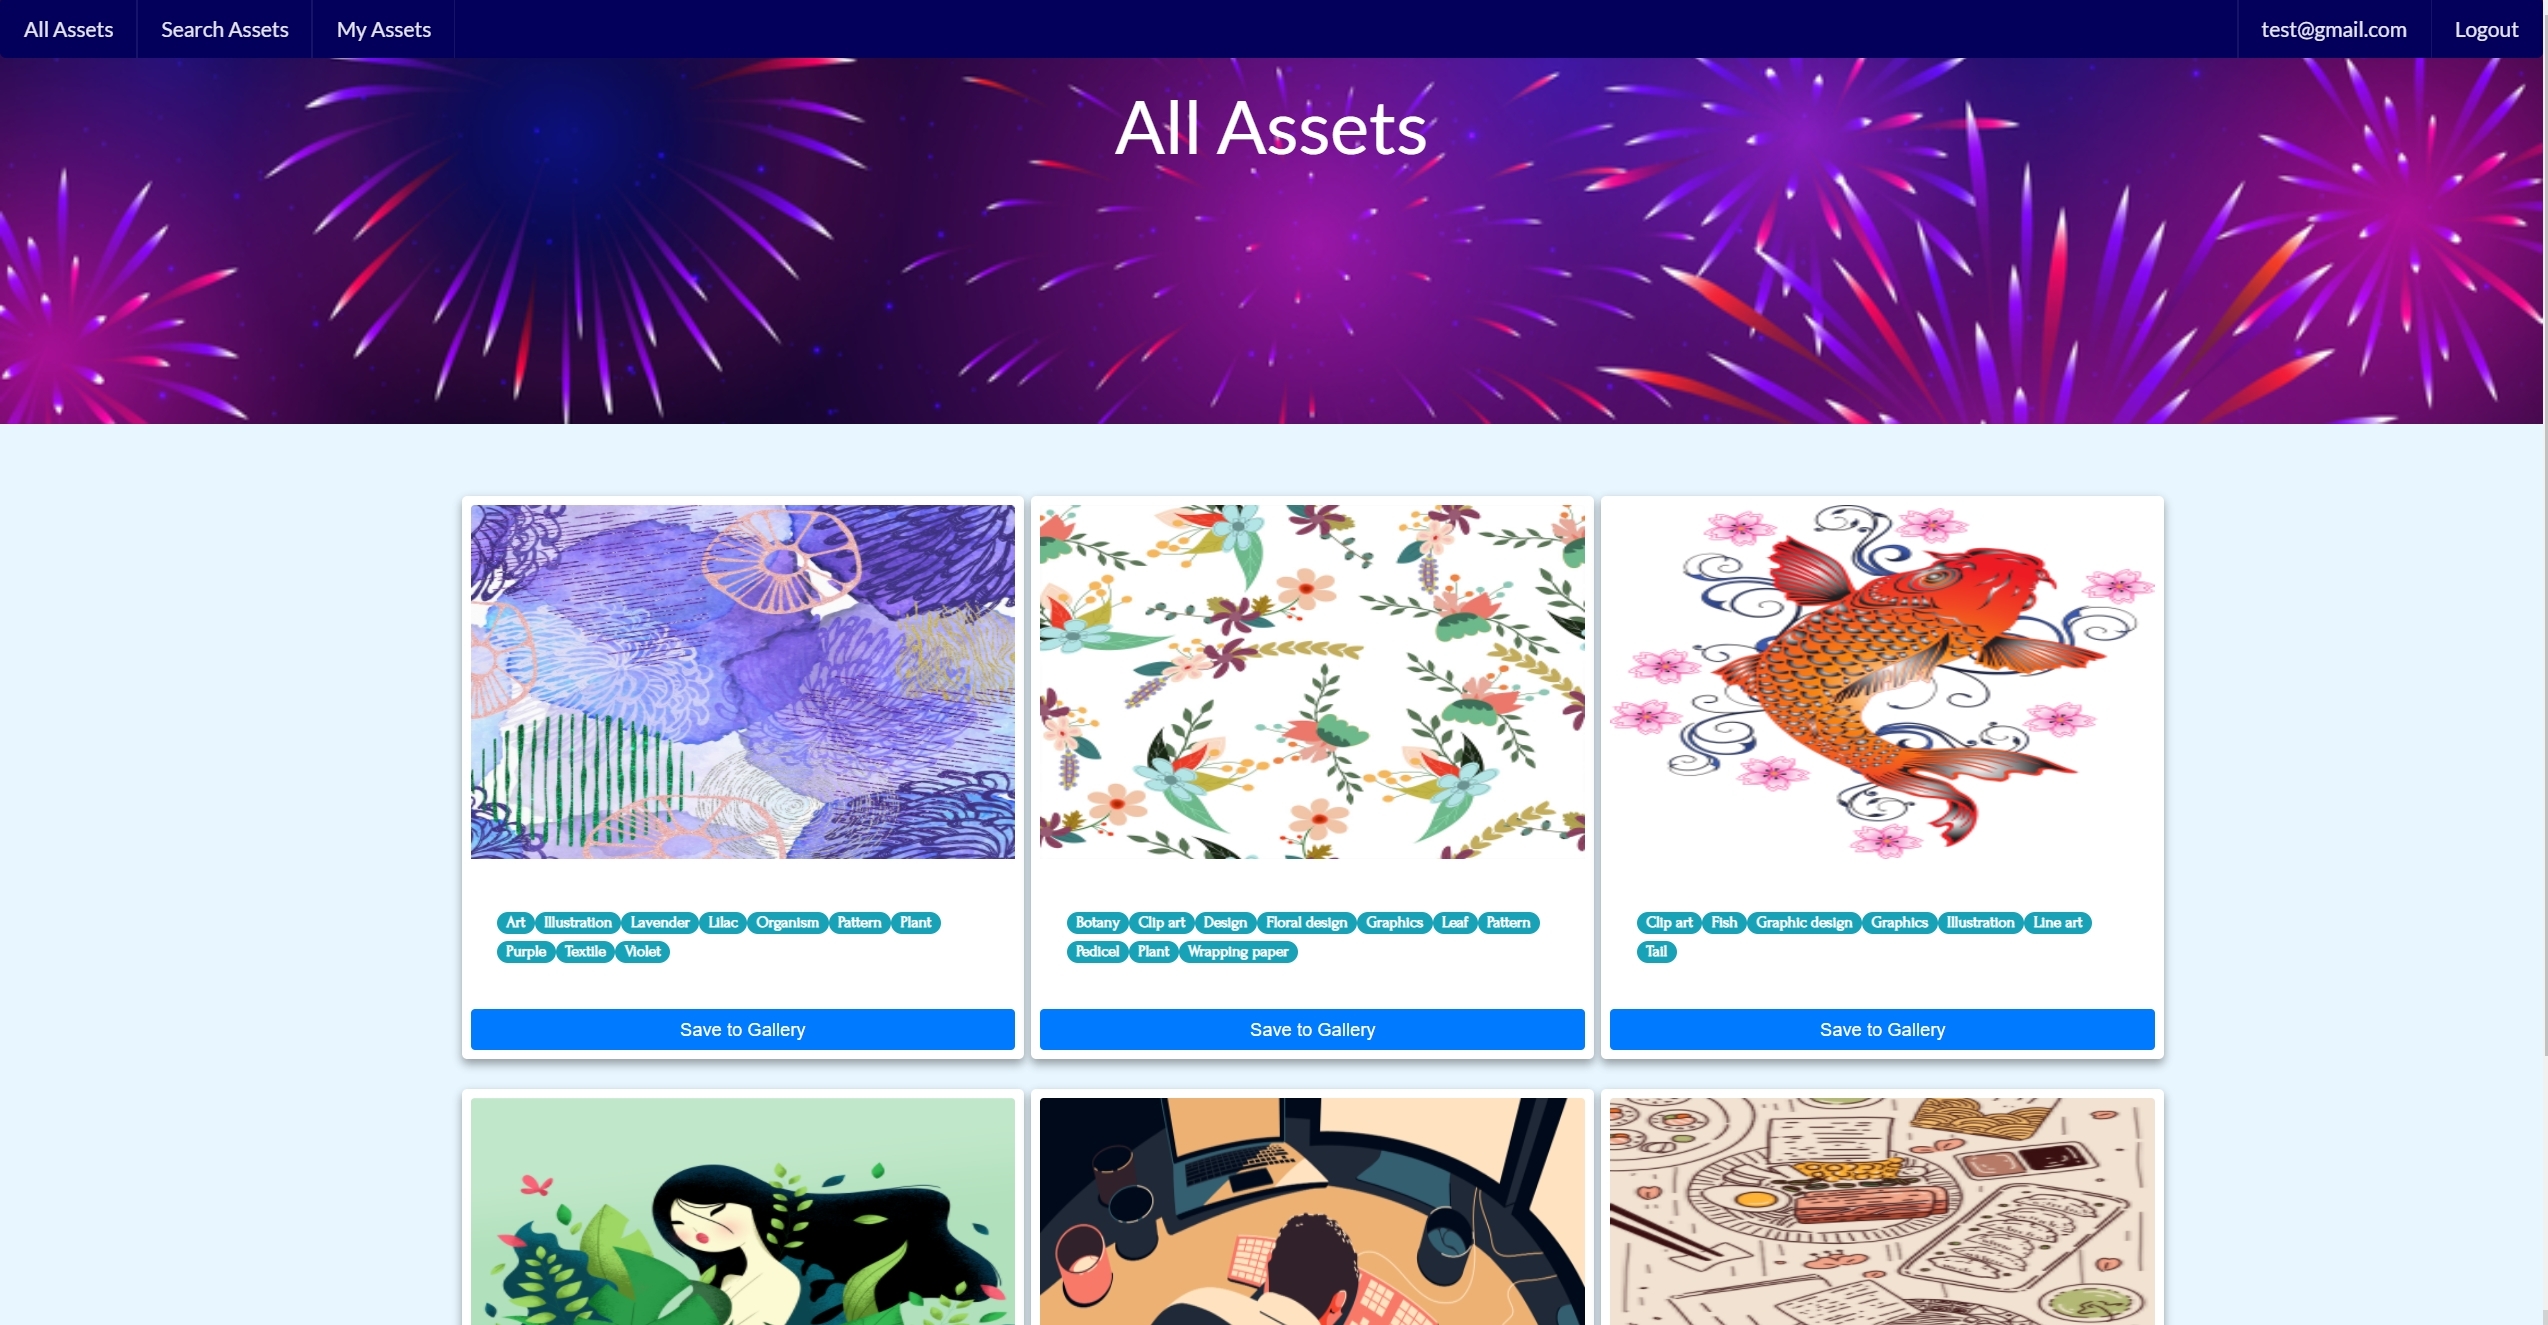 All Assets Search Assets My Assets test@gmail.com Logout
All Assets
Art Illustration Lavender Lilac Organism Pattern Plant
Purple Textile Violet
Save to Gallery
Botany Clip art Design Floral design Graphics Leaf Pattern
Pedicel Plant Wrapping paper
Save to Gallery
Clip art Fish Graphic design Graphics Illustration Line art
Tail
Save to Gallery